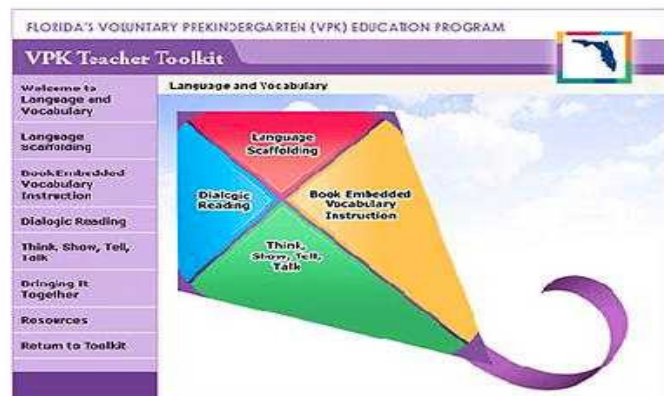 FLORIDA'S VOLUNTARY PREKINDERGARTEN (VPK) EDUCATION PROGRAM
VPK Teacher Toolkit
Welcome to
Language and
Vocabulary
Language
Scaffolding
Book Embedded
Vocabulary
Instruction
Dialogic Reading
Think, Show, Tell,
Talk
Bringing It
Together
Resources
Return to Toolkit
Language and Vocabulary
Language
Scaffolding
Dialogic
Reading
Book Embedded
Vocabulary
Instruction
Think,
Show, Tell,
Talk